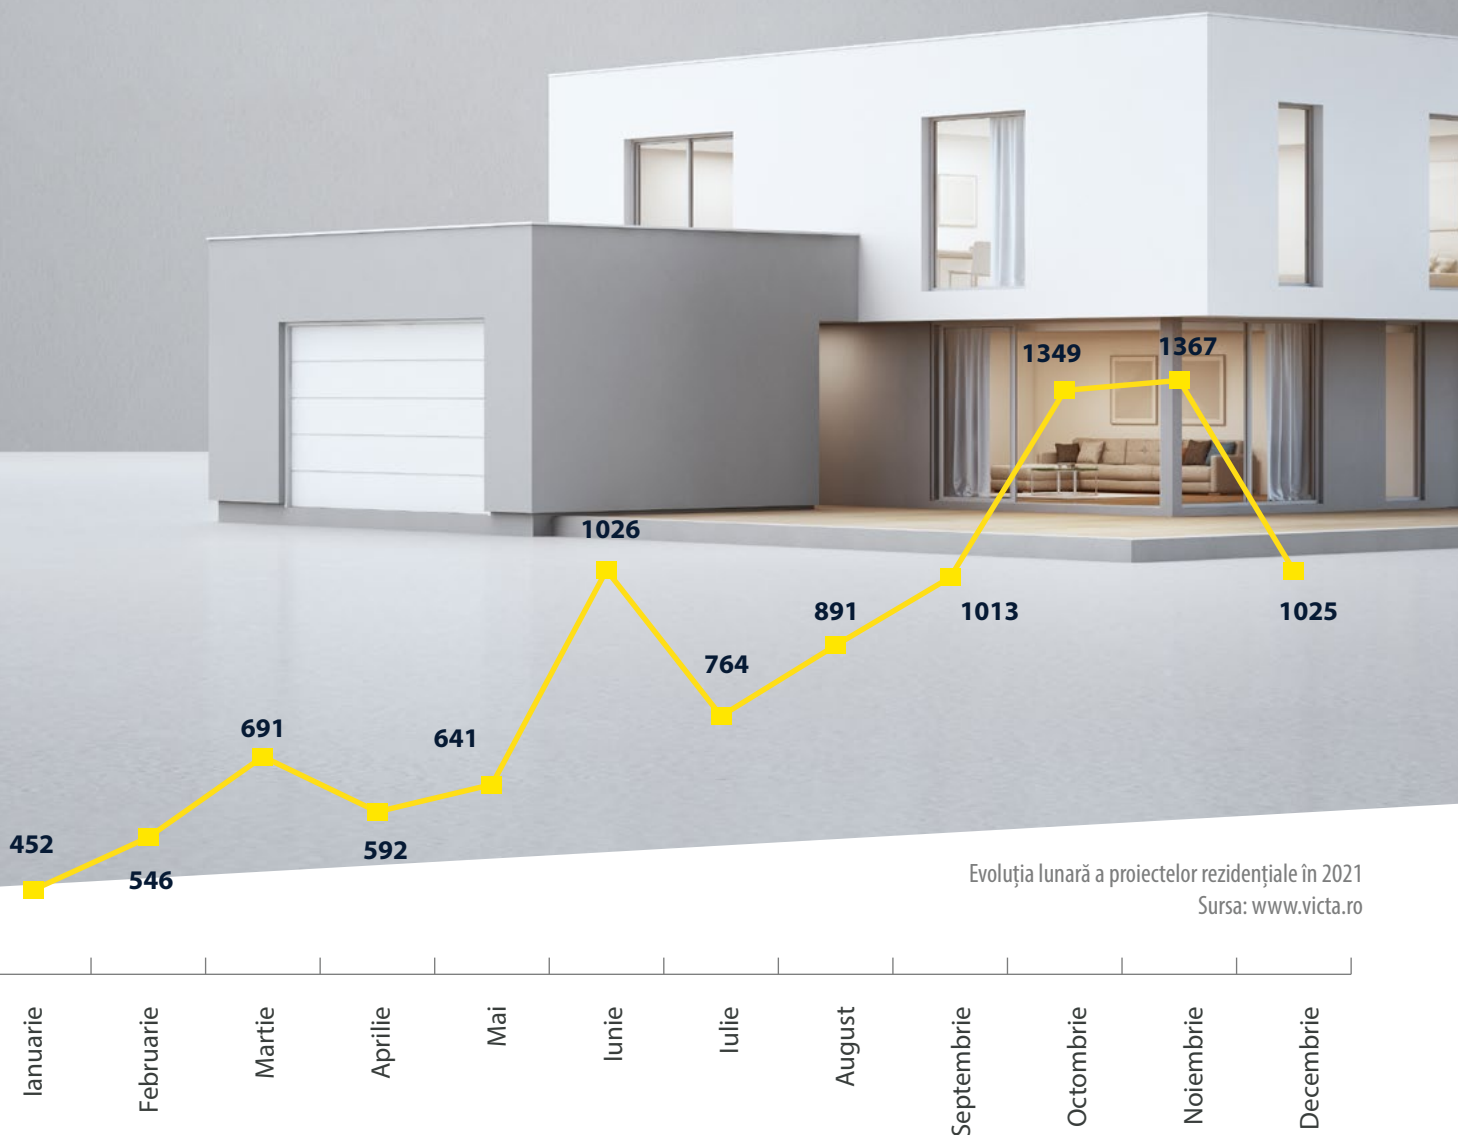 1349
1367
1026
1013
891
1025
764
691
641
592
452
546
Evoluția lunară a proiectelor rezidențiale în 2021
Sursa: www.victa.ro
Ianuarie
Februarie
Martie
Aprilie
Mai
Iunie
Iulie
August
Septembrie
Octombrie
Noiembrie
Decembrie